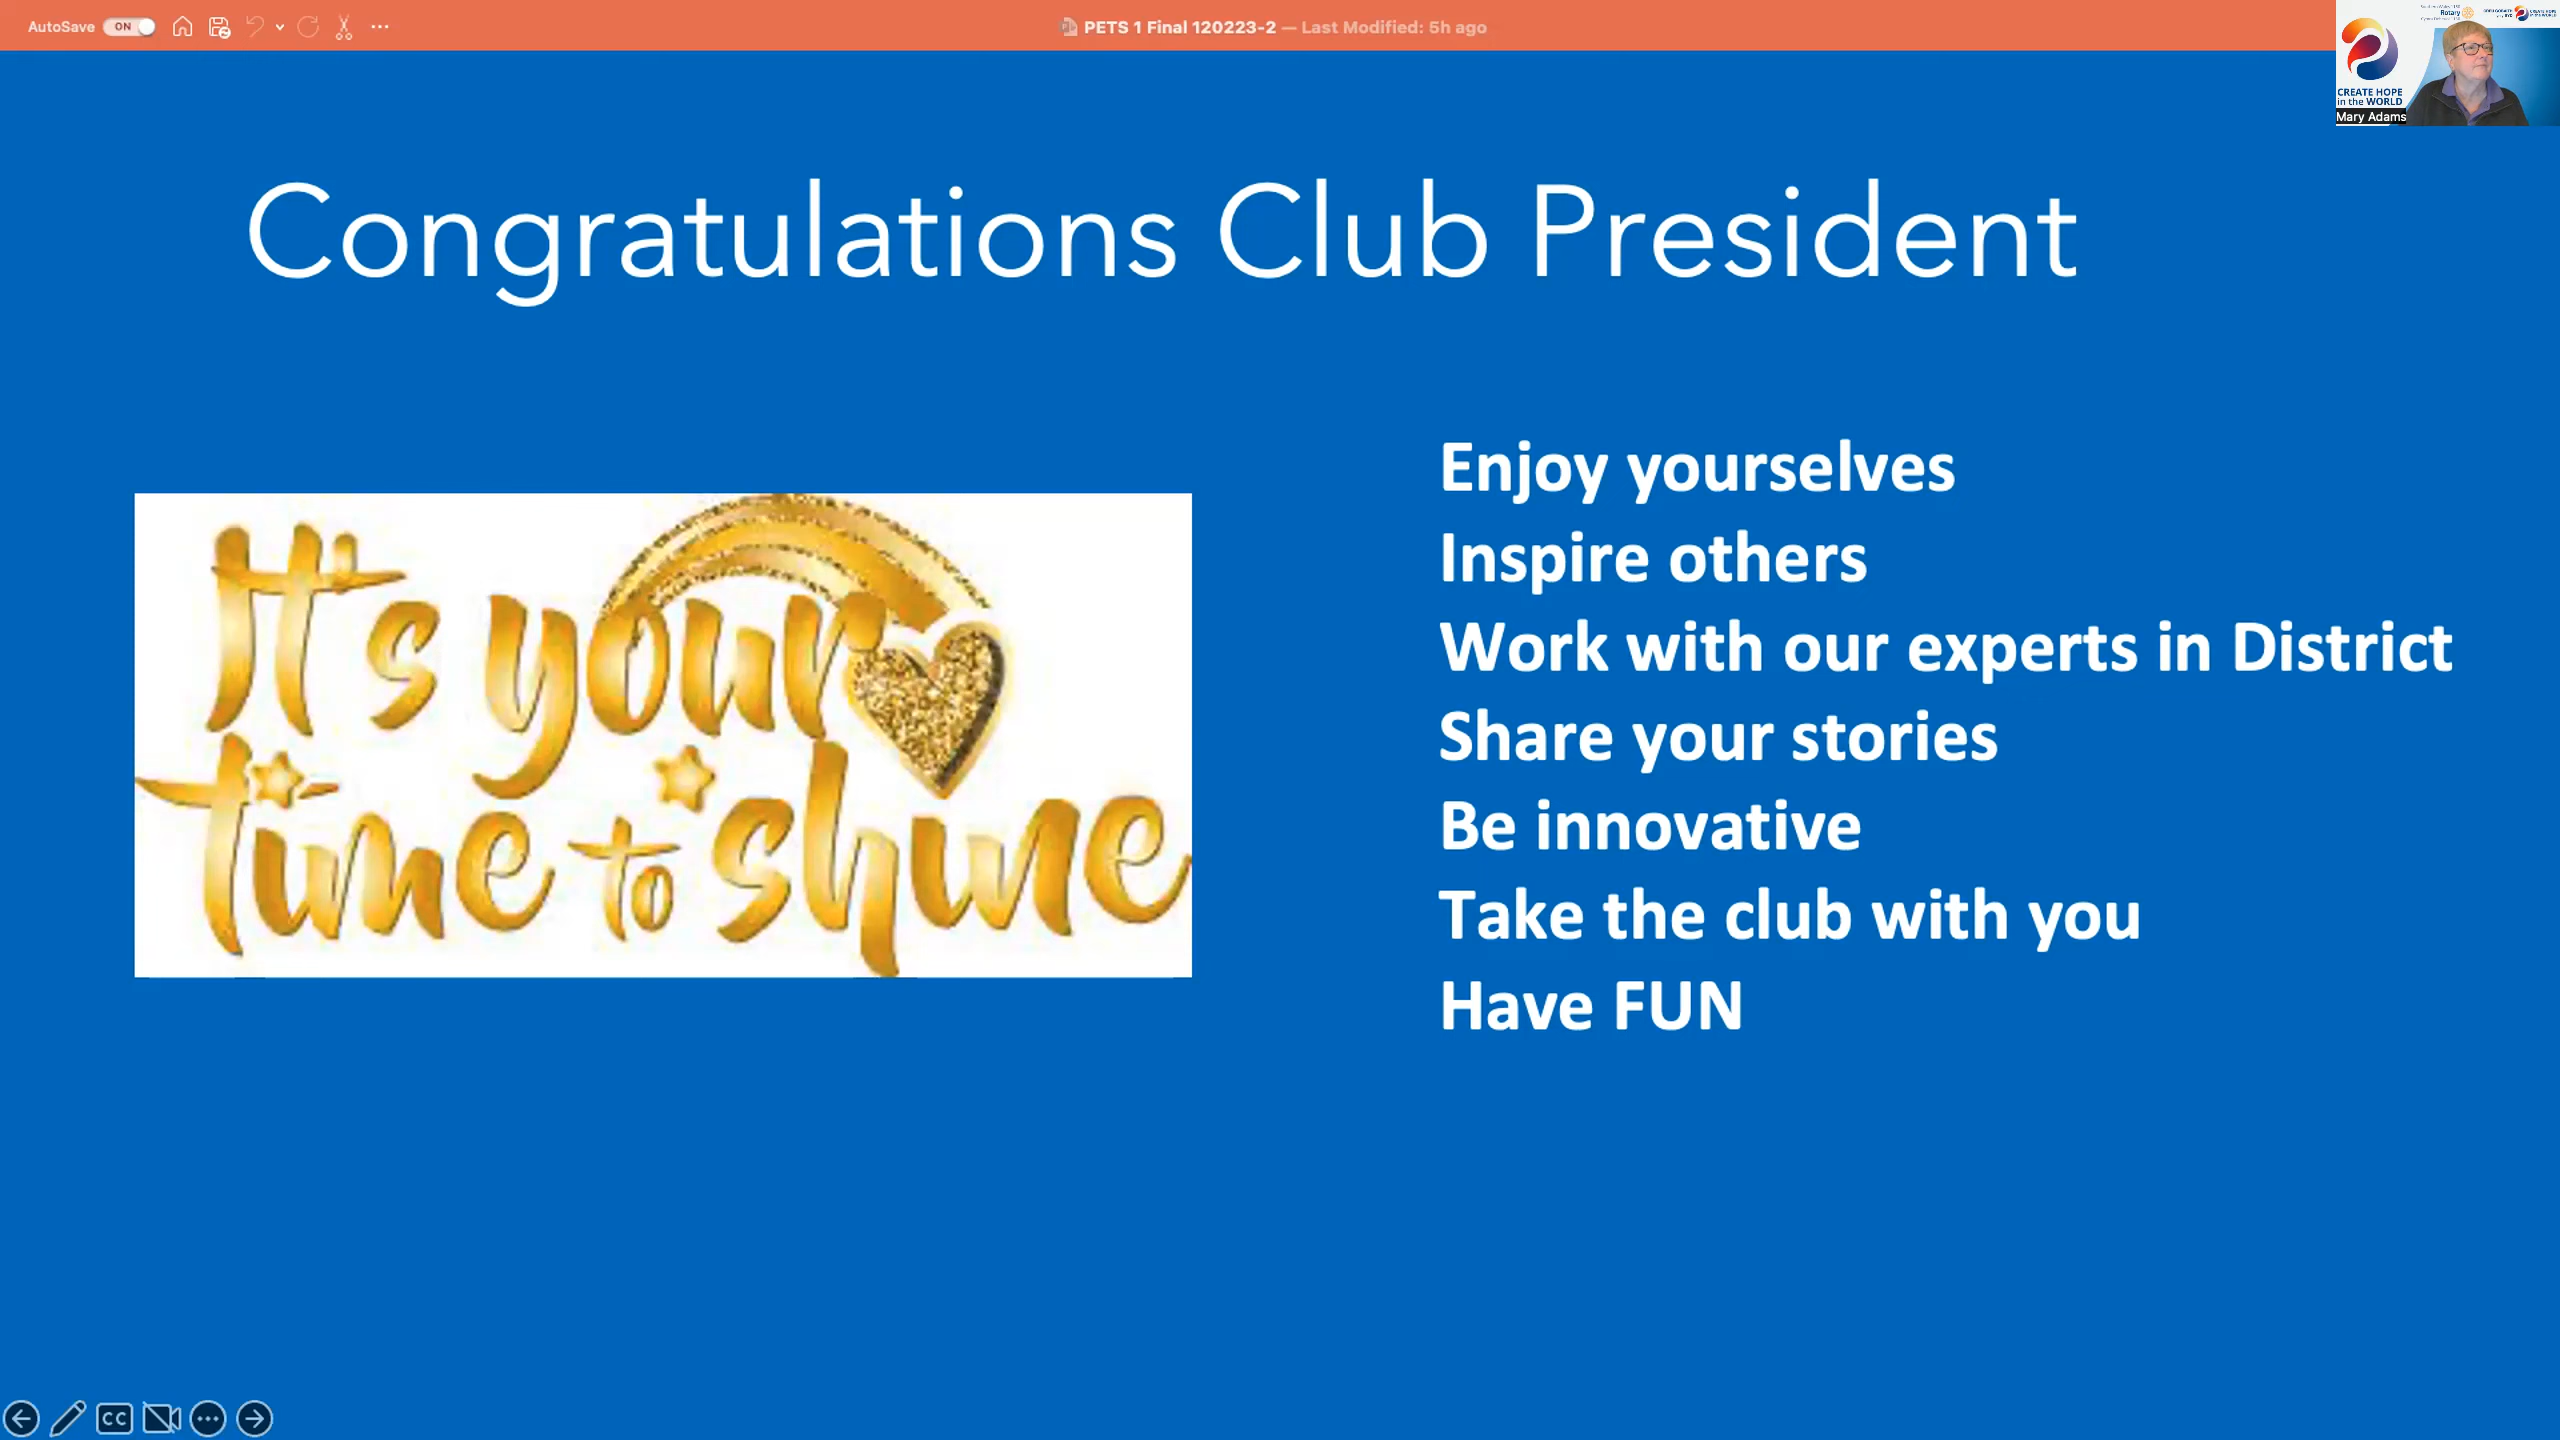 AutoSave ON
PETS 1 Final 120223-2 — Last Modified: 5h ago
Rotary
CREATE HOPE
in the WORLD
Mary Adams
Congratulations Club President
It's your
time to shine
Enjoy yourselves
Inspire others
Work with our experts in District
Share your stories
Be innovative
Take the club with you
Have FUN
CC